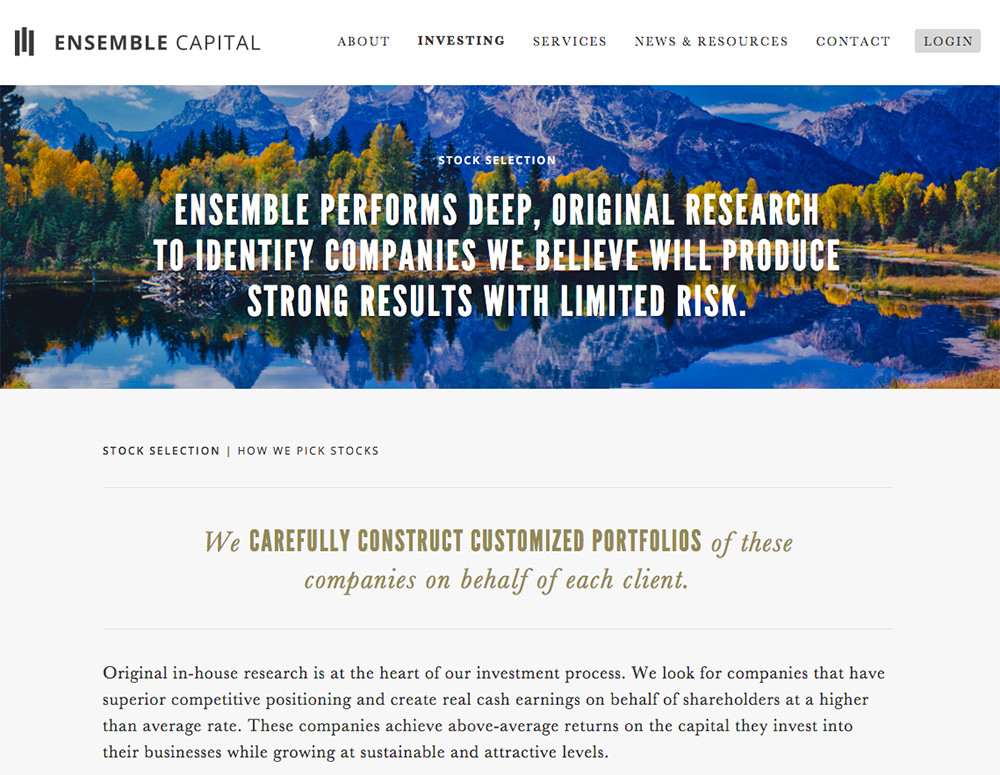 ENSEMBLE CAPITAL
ABOUT INVESTING SERVICES NEWS & RESOURCES CONTACT LOGIN
STOCK SELECTION
ENSEMBLE PERFORMS DEEP, ORIGINAL RESEARCH
TO IDENTIFY COMPANIES WE BELIEVE WILL PRODUCE
STRONG RESULTS WITH LIMITED RISK.
STOCK SELECTION | HOW WE PICK STOCKS
We CAREFULLY CONSTRUCT CUSTOMIZED PORTFOLIOS of these
companies on behalf of each client.
Original in-house research is at the heart of our investment process. We look for companies that have
superior competitive positioning and create real cash earnings on behalf of shareholders at a higher
than average rate. These companies achieve above-average returns on the capital they invest into
their businesses while growing at sustainable and attractive levels.